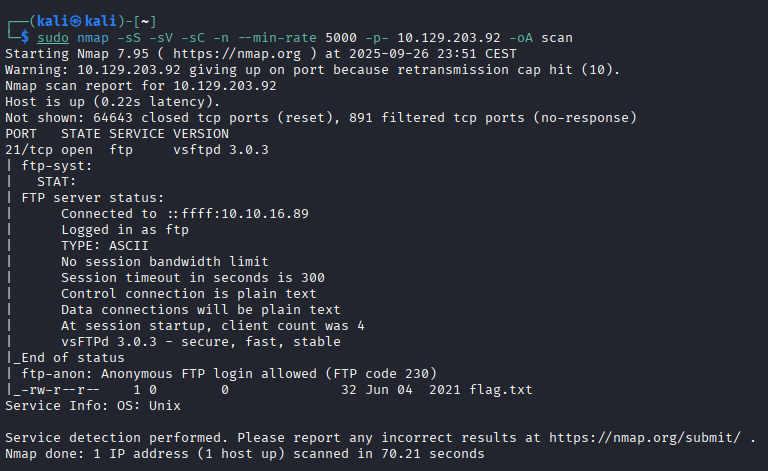 ┌──(kali㉿kali)-[~]
└─$ sudo nmap -sS -sV -sC -n --min-rate 5000 -p- 10.129.203.92 -oA scan
Starting Nmap 7.95 ( https://nmap.org ) at 2025-09-26 23:51 CEST
Warning: 10.129.203.92 giving up on port because retransmission cap hit (10).
Nmap scan report for 10.129.203.92
Host is up (0.22s latency).
Not shown: 64643 closed tcp ports (reset), 891 filtered tcp ports (no-response)
PORT   STATE SERVICE VERSION
21/tcp open  ftp     vsftpd 3.0.3
| ftp-syst:
|   STAT:
| FTP server status:
|      Connected to ::ffff:10.10.16.89
|      Logged in as ftp
|      TYPE: ASCII
|      No session bandwidth limit
|      Session timeout in seconds is 300
|      Control connection is plain text
|      Data connections will be plain text
|      At session startup, client count was 4
|      vsFTPd 3.0.3 - secure, fast, stable
|_End of status
| ftp-anon: Anonymous FTP login allowed (FTP code 230)
|_-rw-r--r--    1 0        0              32 Jun 04  2021 flag.txt
Service Info: OS: Unix

Service detection performed. Please report any incorrect results at https://nmap.org/submit/ .
Nmap done: 1 IP address (1 host up) scanned in 70.21 seconds